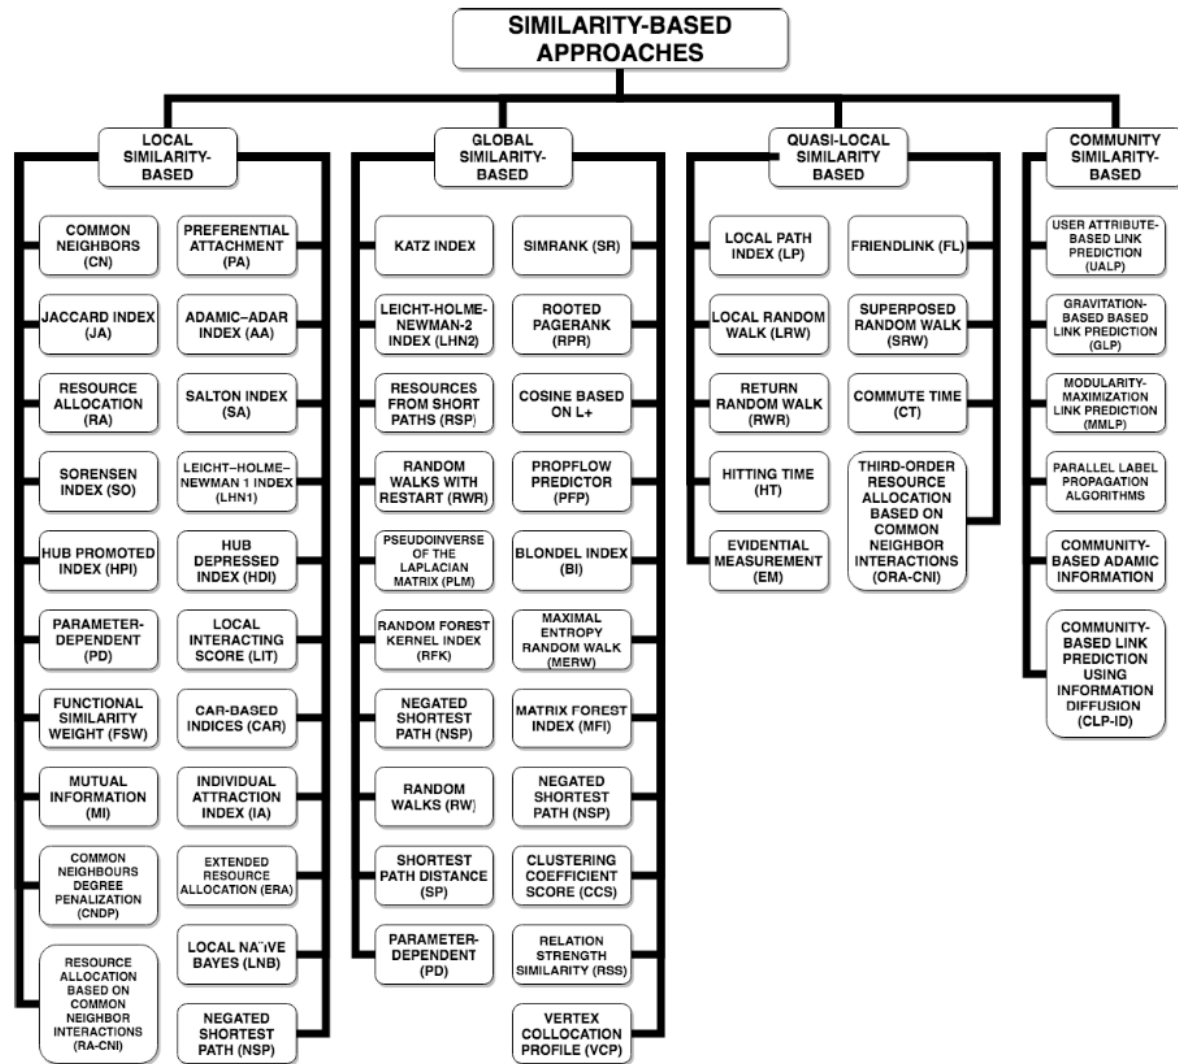 SIMILARITY-BASED
APPROACHES
LOCAL
SIMILARITY-
BASED
COMMON
NEIGHBORS
(CN)
PREFERENTIAL
ATTACHMENT
(PA)
JACCARD INDEX
(JA)
ADAMIC–ADAR
INDEX (AA)
RESOURCE
ALLOCATION
(RA)
SALTON INDEX
(SA)
SORENSEN
INDEX (SO)
LEICHT–HOLME–
NEWMAN 1 INDEX
(LHN1)
HUB PROMOTED
INDEX (HPI)
HUB
DEPRESSED
INDEX (HDI)
PARAMETER-
DEPENDENT
(PD)
LOCAL
INTERACTING
SCORE (LIT)
FUNCTIONAL
SIMILARITY
WEIGHT (FSW)
CAR-BASED
INDICES (CAR)
MUTUAL
INFORMATION
(MI)
INDIVIDUAL
ATTRACTION
INDEX (IA)
COMMON
NEIGHBOURS
DEGREE
PENALIZATION
(CNDP)
EXTENDED
RESOURCE
ALLOCATION (ERA)
RESOURCE
ALLOCATION
BASED ON
COMMON
NEIGHBOR
INTERACTIONS
(RA-CNI)
LOCAL NA¨IVE
BAYES (LNB)
NEGATED
SHORTEST
PATH (NSP)
GLOBAL
SIMILARITY-
BASED
KATZ INDEX
SIMRANK (SR)
LEICHT-HOLME-
NEWMAN-2
INDEX (LHN2)
ROOTED
PAGERANK
(RPR)
RESOURCES
FROM SHORT
PATHS (RSP)
COSINE BASED
ON L+
RANDOM
WALKS WITH
RESTART (RWR)
PROPFLOW
PREDICTOR
(PFP)
PSEUDOINVERSE
OF THE
LAPLACIAN
MATRIX (PLM)
BLONDEL INDEX
(BI)
RANDOM FOREST
KERNEL INDEX
(RFK)
MAXIMAL
ENTROPY
RANDOM WALK
(MERW)
NEGATED
SHORTEST
PATH (NSP)
MATRIX FOREST
INDEX (MFI)
RANDOM
WALKS (RW)
NEGATED
SHORTEST
PATH (NSP)
SHORTEST
PATH DISTANCE
(SP)
CLUSTERING
COEFFICIENT
SCORE (CCS)
PARAMETER-
DEPENDENT
(PD)
RELATION
STRENGTH
SIMILARITY (RSS)
VERTEX
COLLOCATION
PROFILE (VCP)
QUASI-LOCAL
SIMILARITY
BASED
LOCAL PATH
INDEX (LP)
FRIENDLINK (FL)
LOCAL RANDOM
WALK (LRW)
SUPERPOSED
RANDOM WALK
(SRW)
RETURN
RANDOM WALK
(RWR)
COMMUTE TIME
(CT)
HITTING TIME
(HT)
THIRD-ORDER
RESOURCE
ALLOCATION
BASED ON
COMMON
NEIGHBOR
INTERACTIONS
(ORA-CNI)
EVIDENTIAL
MEASUREMENT
(EM)
COMMUNITY
SIMILARITY-
BASED
USER ATTRIBUTE-
BASED LINK
PREDICTION
(UALP)
GRAVITATION-
BASED BASED
LINK PREDICTION
(GLP)
MODULARITY-
MAXIMIZATION
LINK PREDICTION
(MMLP)
PARALLEL LABEL
PROPAGATION
ALGORITHMS
COMMUNITY-
BASED ADAMIC
INFORMATION
COMMUNITY-
BASED LINK
PREDICTION
USING
INFORMATION
DIFFUSION
(CLP-ID)